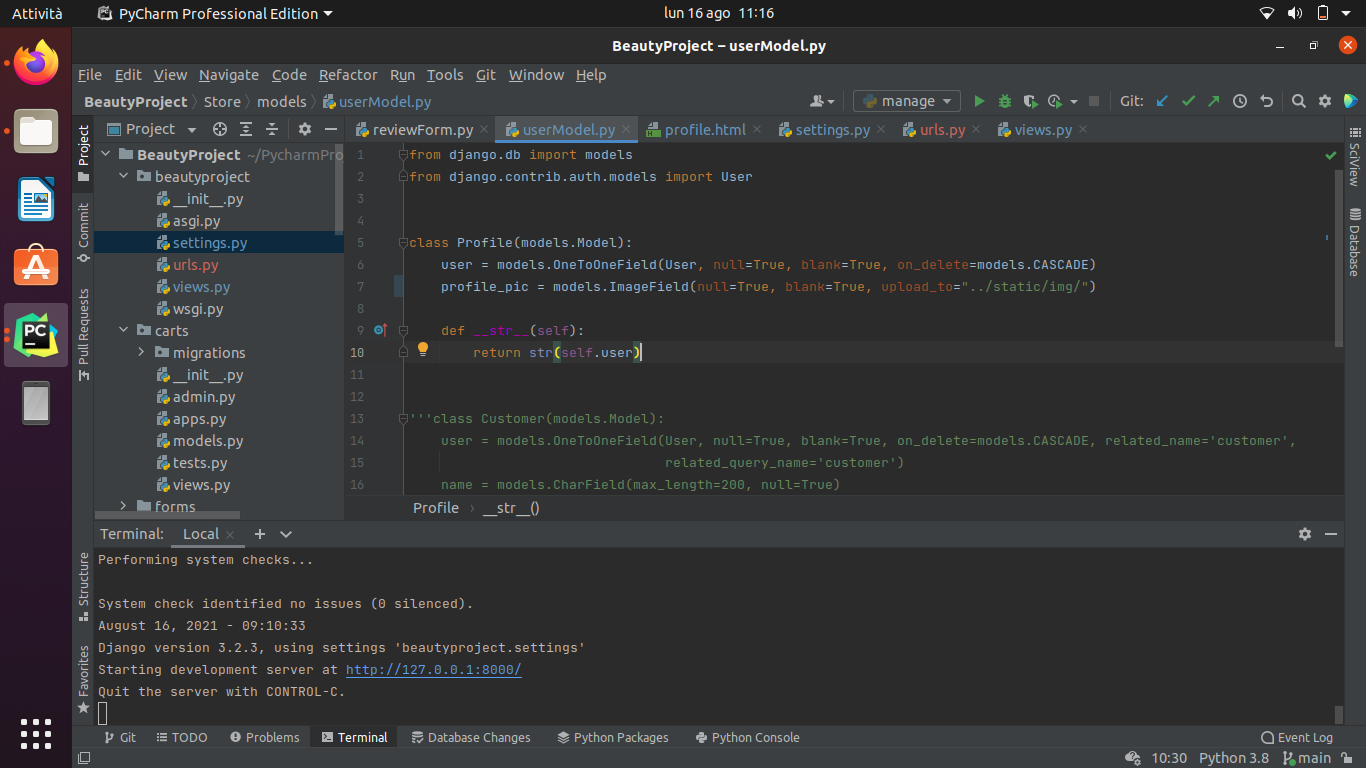 Attività PyCharm Professional Edition lun 16 ago 11:16
BeautyProject – userModel.py
File Edit View Navigate Code Refactor Run Tools Git Window Help
BeautyProject Store models userModel.py manage Git:
Project reviewForm.py userModel.py profile.html settings.py urls.py views.py
Project
Commit
Pull Requests
Structure
Favorites
BeautyProject ~/PycharmPro
beautyproject
__init__.py
asgi.py
settings.py
urls.py
views.py
wsgi.py
carts
migrations
__init__.py
admin.py
apps.py
models.py
tests.py
views.py
forms
1 from django.db import models
2 from django.contrib.auth.models import User
3
4
5 class Profile(models.Model):
6 user = models.OneToOneField(User, null=True, blank=True, on_delete=models.CASCADE)
7 profile_pic = models.ImageField(null=True, blank=True, upload_to="../static/img/")
8
9 def __str__(self):
10 return str(self.user)
11
12
13 '''class Customer(models.Model):
14 user = models.OneToOneField(User, null=True, blank=True, on_delete=models.CASCADE, related_name='customer',
15 related_query_name='customer')
16 name = models.CharField(max_length=200, null=True)
Profile __str__()
SciView
Database
Terminal: Local
Performing system checks...
System check identified no issues (0 silenced).
August 16, 2021 - 09:10:33
Django version 3.2.3, using settings 'beautyproject.settings'
Starting development server at http://127.0.0.1:8000/
Quit the server with CONTROL-C.
Git TODO Problems Terminal Database Changes Python Packages Python Console Event Log
10:30 Python 3.8 main